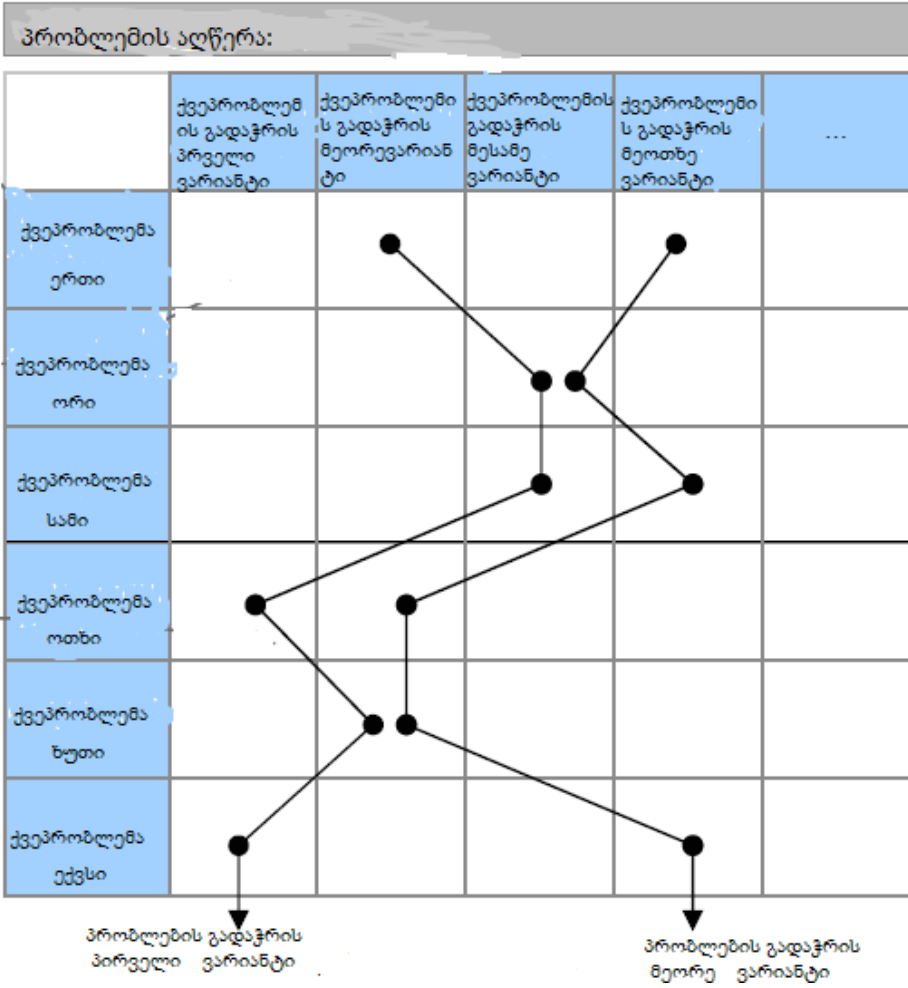 პრობლემის აღწერა:
ქვეპრობლემ
ის გადაჭრის
პრველი
ვარიანტი
ქვეპრობლემი
ს გადაჭრის
მეორევარიან
ტი
ქვეპრობლემის
გადაჭრის
მესამე
ვარიანტი
ქვეპრობლემი
ს გადაჭრის
მეოთხე
ვარიანტი
...
ქვეპრობლემა
ერთი
ქვეპრობლემა
ორი
ქვეპრობლემა
სამი
ქვეპრობლემა
ოთხი
ქვეპრობლემა
ხუთი
ქვეპრობლემა
ექვსი
პრობლების გადაჭრის
პირველი ვარიანტი
პრობლების გადაჭრის
მეორე ვარიანტი